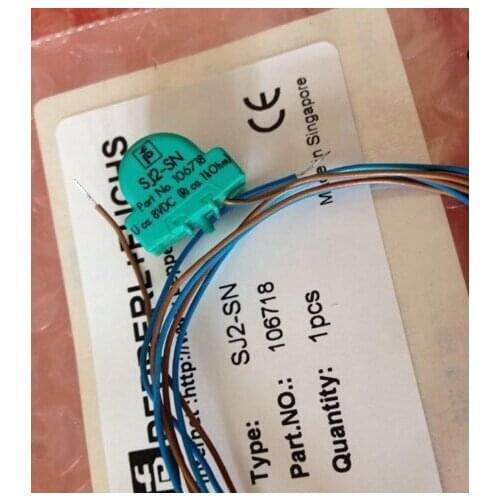 SJ2-SN
Part No 106718
U ca 8VDC Ri ca 1kOhm
PEPPERL+FUCHS
CE
Made in Singapore
Type: SJ2-SN
Part.NO.: 106718
Quantity: 1pcs